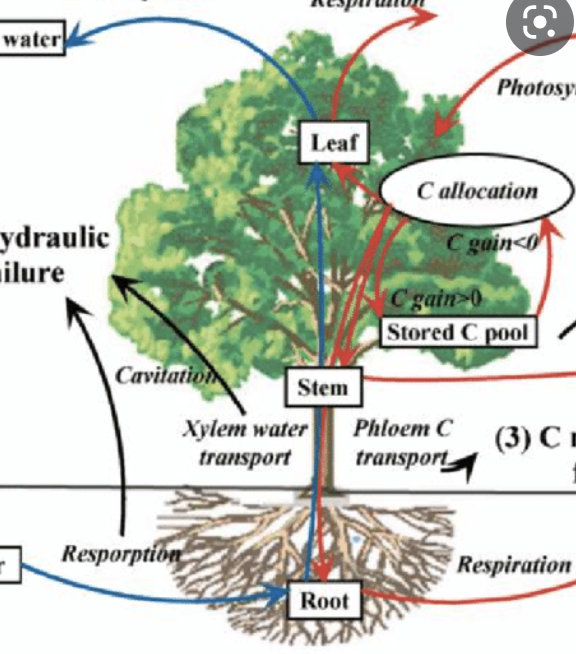 Respiration
water
Photosy
Leaf
C allocation
ydraulic
ilure
C gain<0
C gain>0
Stored C pool
Cavitation
Stem
Xylem water
transport
Phloem C
transport
(3) C
Resporption
r
Respiration
Root